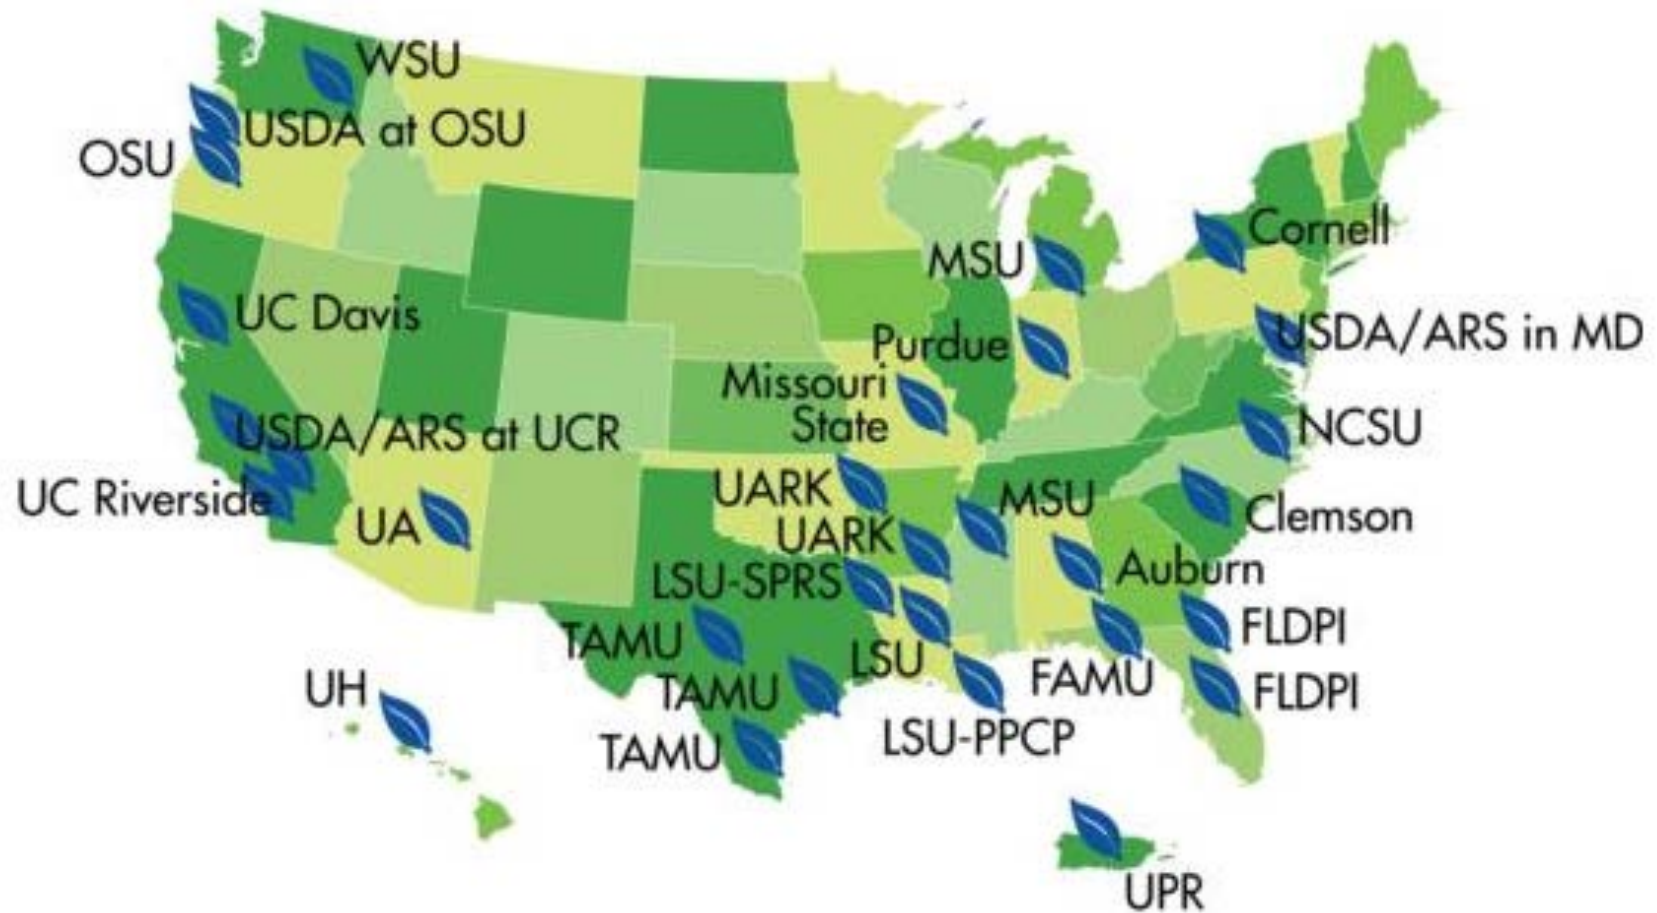 WSU
USDA at OSU
OSU
Cornell
MSU
UC Davis
USDA/ARS in MD
Purdue
Missouri
State
USDA/ARS at UCR
NCSU
UC Riverside
UARK
MSU
UA
Clemson
UARK
Auburn
LSU-SPRS
FLDPI
TAMU
LSU
FAMU
UH
TAMU
FLDPI
LSU-PPCP
TAMU
UPR